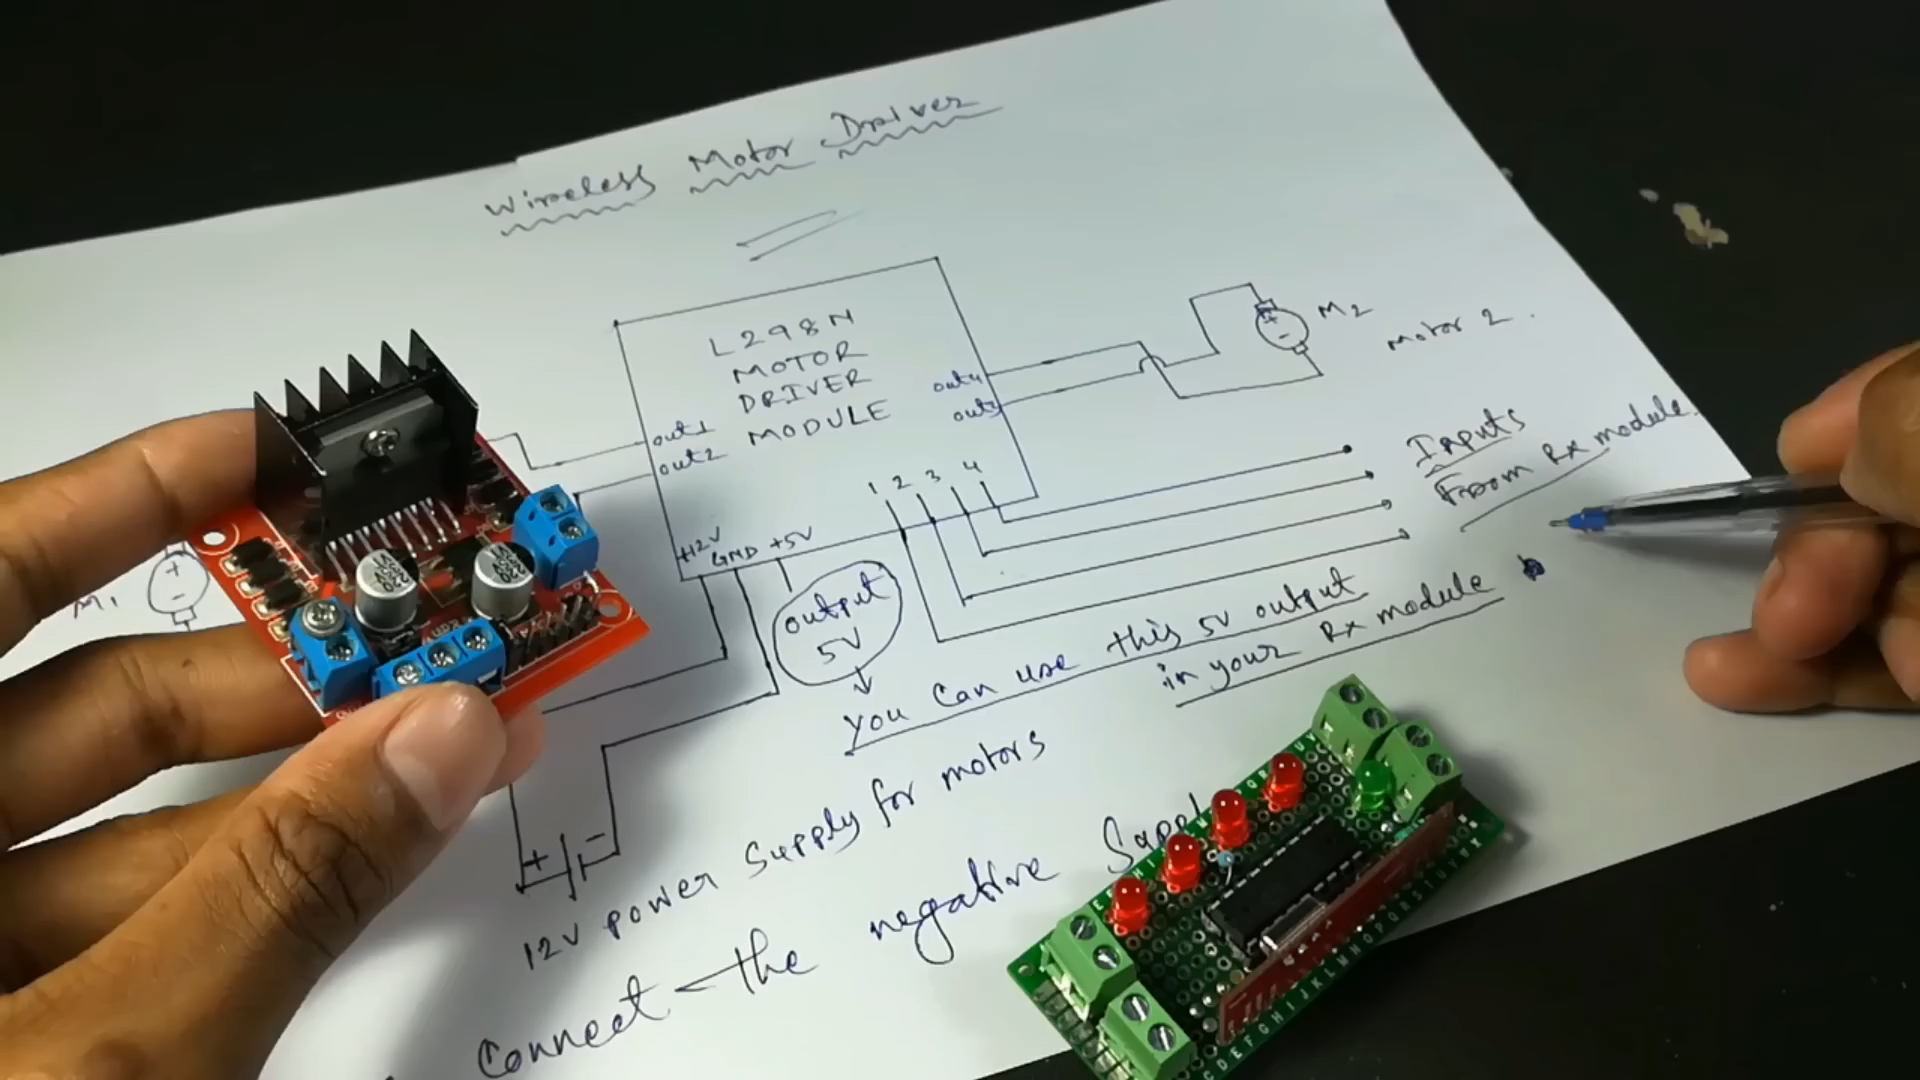 Wireless Motor Driver
L298N
MOTOR
DRIVER
MODULE
out1
out2
out4
out3
M2
Motor 2.
M1
1 2 3 4
Inputs
From Rx module.
+12V GND +5V
output
5V
You can use this 5V output
in your Rx module
12V power supply for motors
Connect the negative